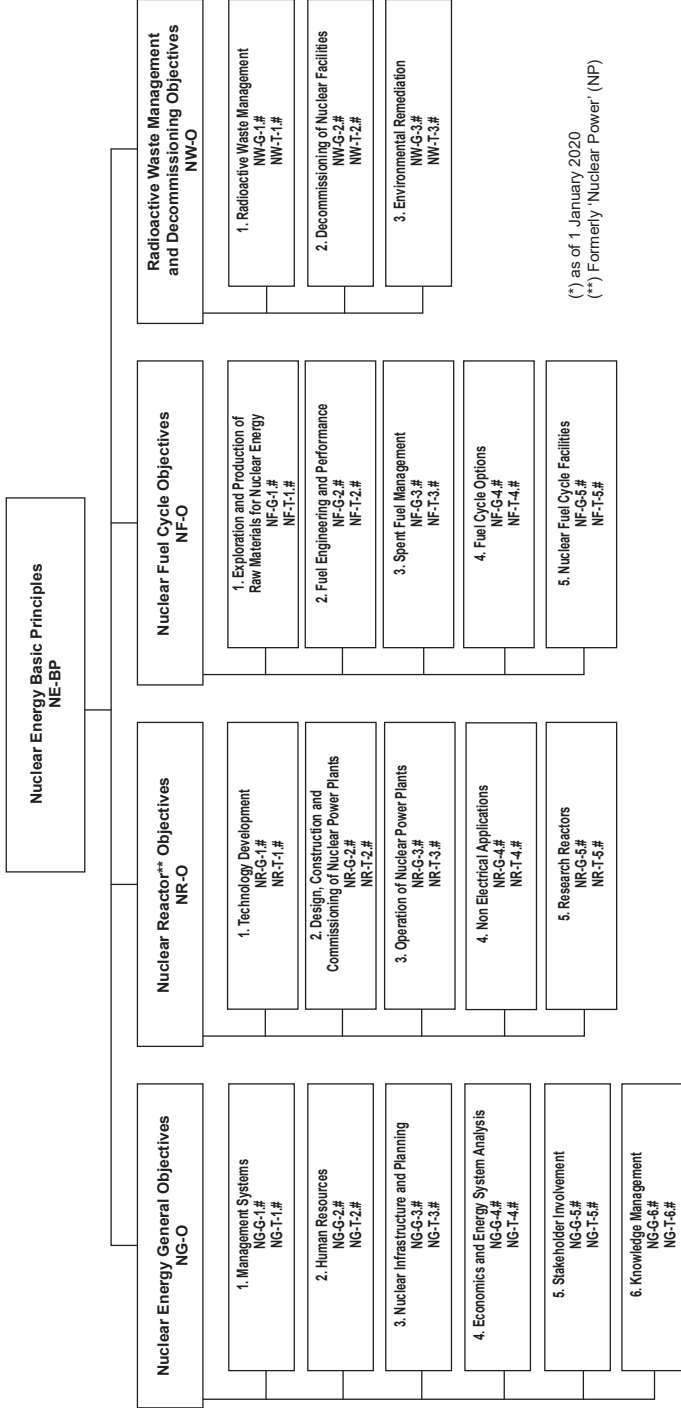 Nuclear Energy Basic Principles
NE-BP
Nuclear Energy General Objectives
NG-O
1. Management Systems
NG-G-1.#
NG-T-1.#
2. Human Resources
NG-G-2.#
NG-T-2.#
3. Nuclear Infrastructure and Planning
NG-G-3.#
NG-T-3.#
4. Economics and Energy System Analysis
NG-G-4.#
NG-T-4.#
5. Stakeholder Involvement
NG-G-5.#
NG-T-5.#
6. Knowledge Management
NG-G-6.#
NG-T-6.#
Nuclear Reactor** Objectives
NR-O
1. Technology Development
NR-G-1.#
NR-T-1.#
2. Design, Construction and
Commissioning of Nuclear Power Plants
NR-G-2.#
NR-T-2.#
3. Operation of Nuclear Power Plants
NR-G-3.#
NR-T-3.#
4. Non Electrical Applications
NR-G-4.#
NR-T-4.#
5. Research Reactors
NR-G-5.#
NR-T-5.#
Nuclear Fuel Cycle Objectives
NF-O
1. Exploration and Production of
Raw Materials for Nuclear Energy
NF-G-1.#
NF-T-1.#
2. Fuel Engineering and Performance
NF-G-2.#
NF-T-2.#
3. Spent Fuel Management
NF-G-3.#
NF-T-3.#
4. Fuel Cycle Options
NF-G-4.#
NF-T-4.#
5. Nuclear Fuel Cycle Facilities
NF-G-5.#
NF-T-5.#
Radioactive Waste Management
and Decommissioning Objectives
NW-O
1. Radioactive Waste Management
NW-G-1.#
NW-T-1.#
2. Decommissioning of Nuclear Facilities
NW-G-2.#
NW-T-2.#
3. Environmental Remediation
NW-G-3.#
NW-T-3.#
(*) as of 1 January 2020
(**) Formerly 'Nuclear Power' (NP)